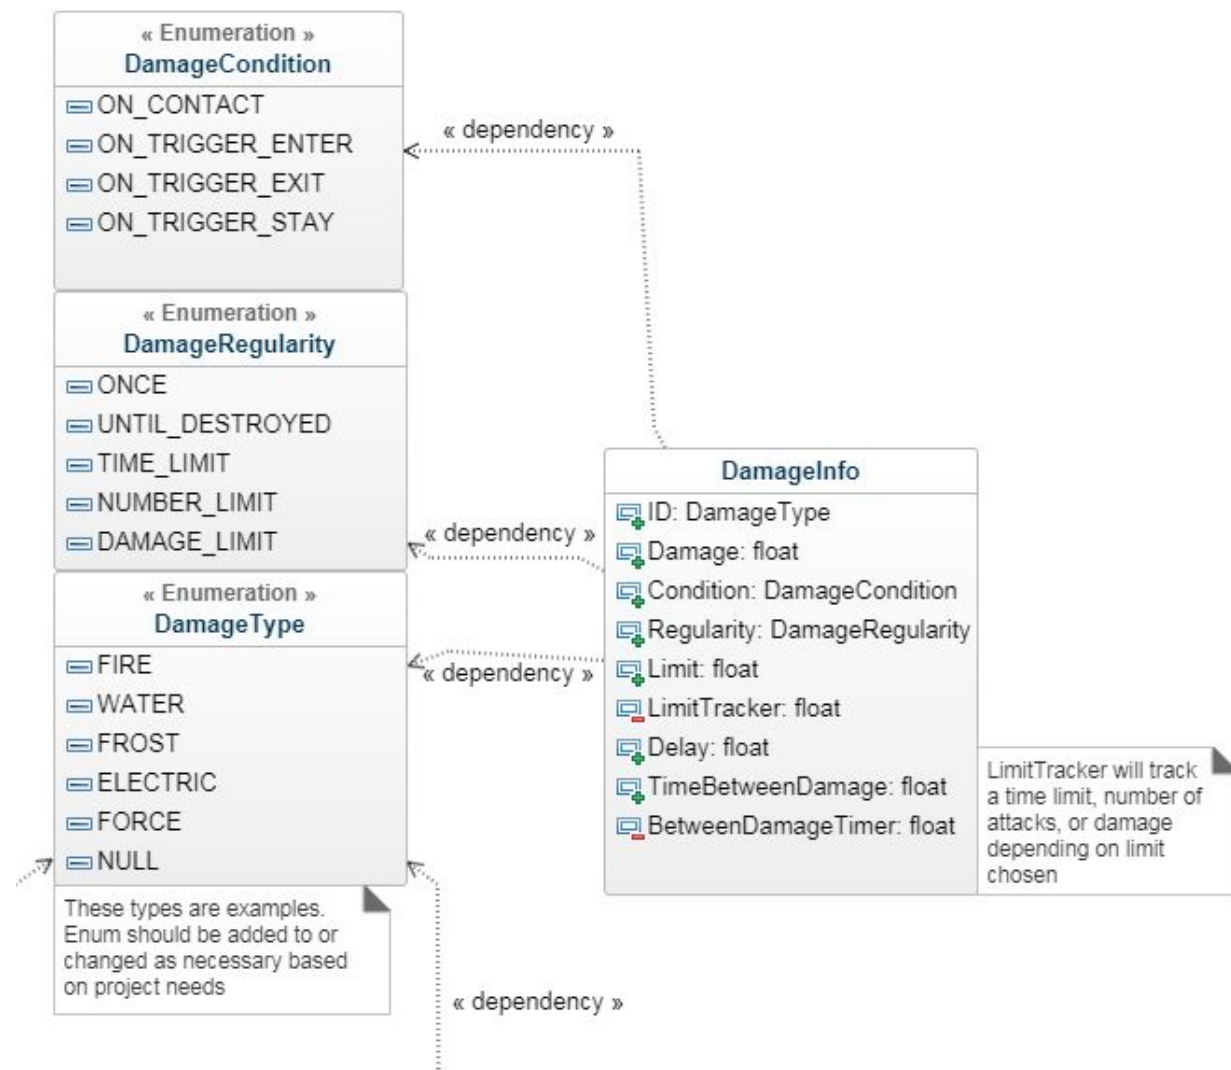 « Enumeration »
DamageCondition
ON_CONTACT
ON_TRIGGER_ENTER
ON_TRIGGER_EXIT
ON_TRIGGER_STAY
« dependency »
« Enumeration »
DamageRegularity
ONCE
UNTIL_DESTROYED
TIME_LIMIT
NUMBER_LIMIT
DAMAGE_LIMIT
« dependency »
« Enumeration »
DamageType
FIRE
WATER
FROST
ELECTRIC
FORCE
NULL
« dependency »
These types are examples.
Enum should be added to or
changed as necessary based
on project needs
« dependency »
DamageInfo
ID: DamageType
Damage: float
Condition: DamageCondition
Regularity: DamageRegularity
Limit: float
LimitTracker: float
Delay: float
TimeBetweenDamage: float
BetweenDamageTimer: float
LimitTracker will track
a time limit, number of
attacks, or damage
depending on limit
chosen